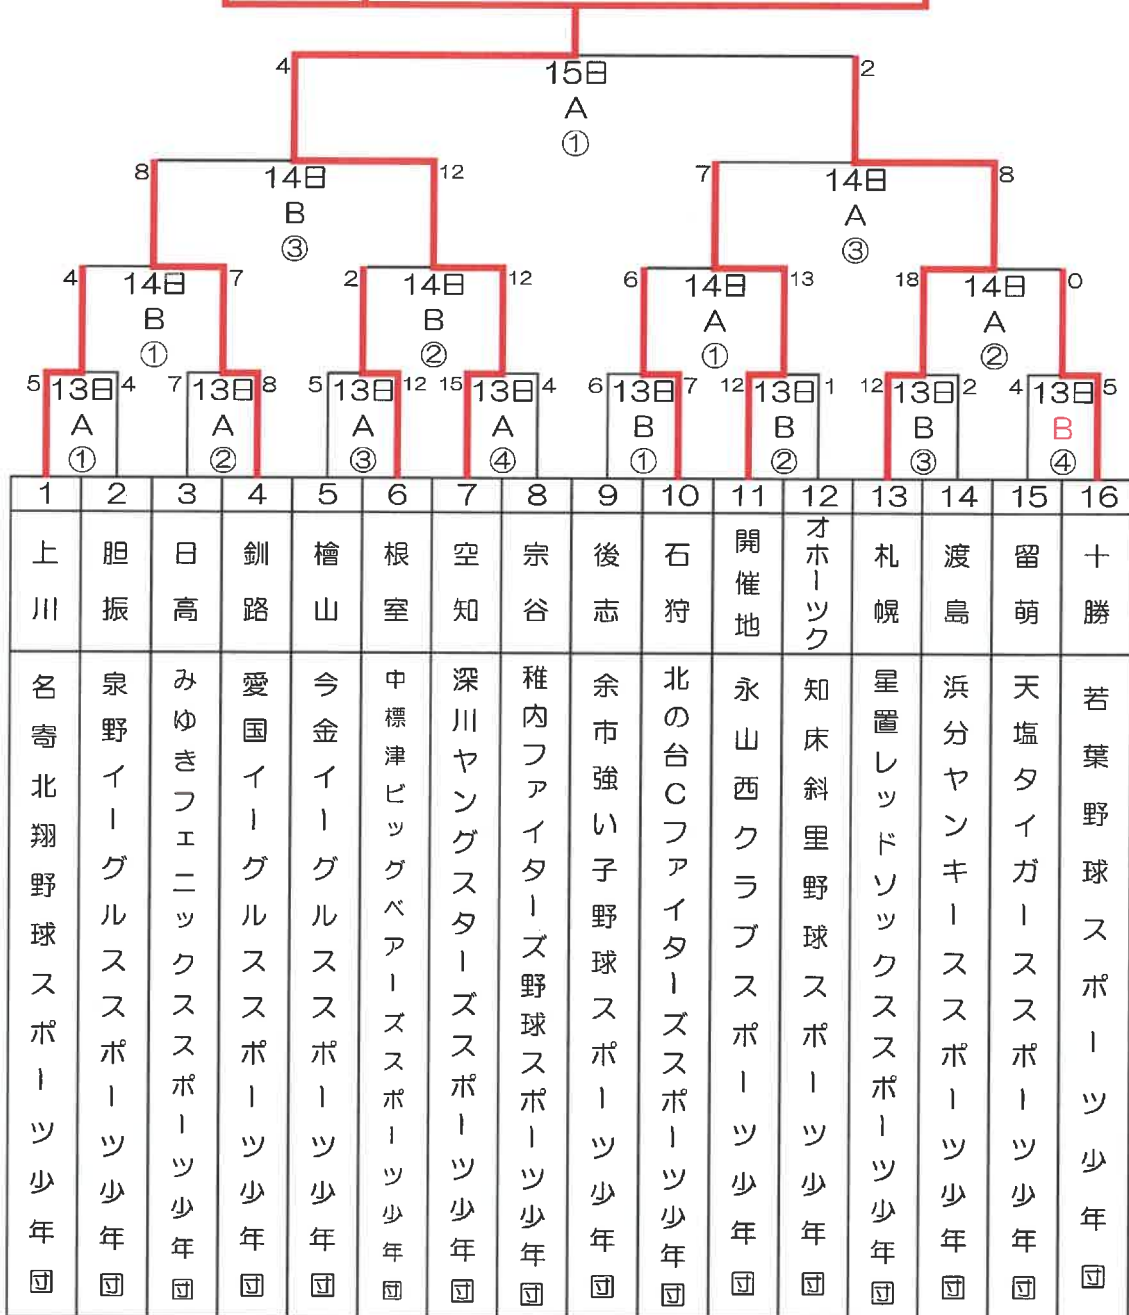 4 2
15日
A
①
8 12 7 8
14日 14日
B A
③ ③
4 7 2 12 6 13 18 0
14日 14日 14日 14日
B B A A
① ② ① ②
5 4 7 8 5 12 15 4 6 7 12 1 12 2 4 5
13日 13日 13日 13日 13日 13日 13日 13日
A A A A B B B B
① ② ③ ④ ① ② ③ ④
1 2 3 4 5 6 7 8 9 10 11 12 13 14 15 16
上川
胆振
日高
釧路
檜山
根室
空知
宗谷
後志
石狩
開催地
オホーツク
札幌
渡島
留萌
十勝
名寄北翔野球スポーツ少年団
泉野イーグルススポーツ少年団
みゆきフェニックススポーツ少年団
愛国イーグルススポーツ少年団
今金イーグルススポーツ少年団
中標津ビッグベアーズスポーツ少年団
深川ヤングスターズスポーツ少年団
稚内ファイターズ野球スポーツ少年団
余市強い子野球スポーツ少年団
北の台Cファイターズスポーツ少年団
永山西クラブスポーツ少年団
知床斜里野球スポーツ少年団
星置レッドソックススポーツ少年団
浜分ヤンキーススポーツ少年団
天塩タイガーススポーツ少年団
若葉野球スポーツ少年団